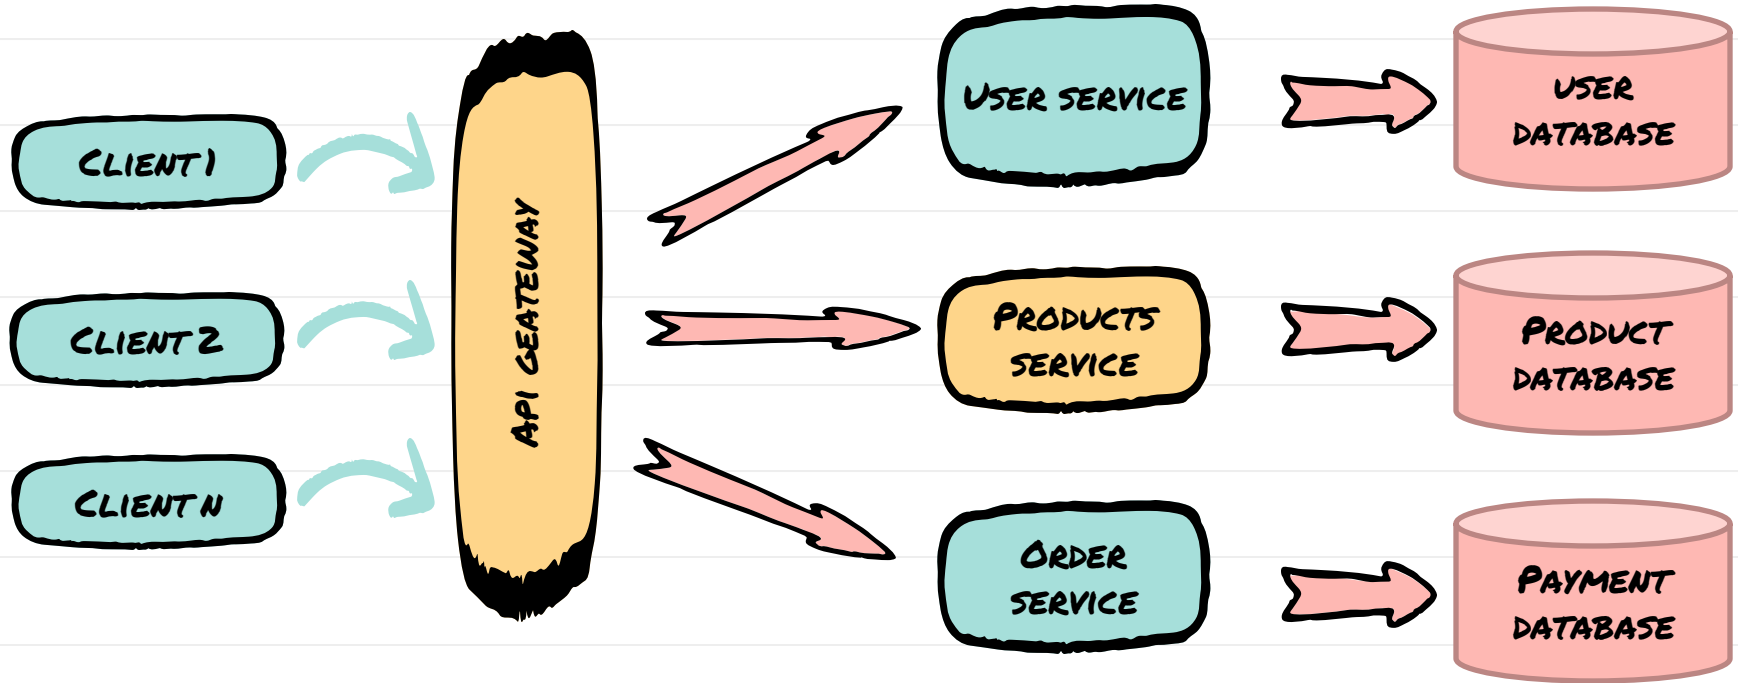 Client 1
Client 2
Client n
Api geateway
User service
Products
service
Order
service
user
database
Product
database
Payment
database